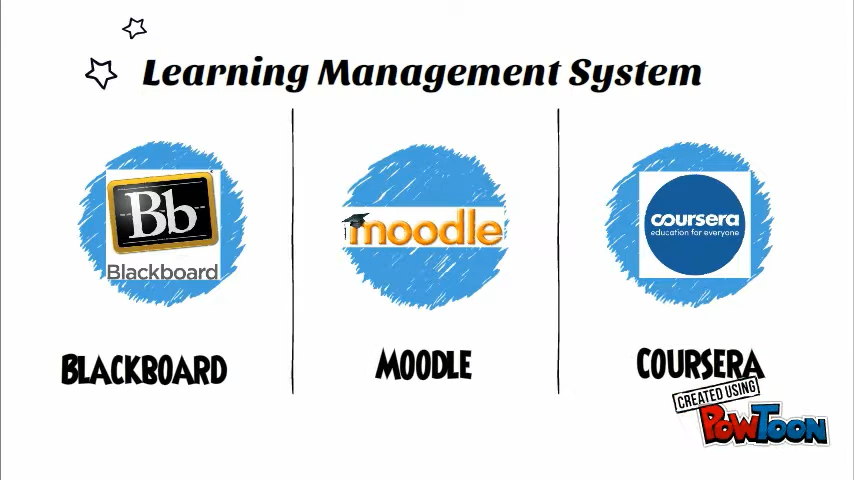 Learning Management System
Bb
Blackboard
moodle
coursera
education for everyone
BLACKBOARD
MOODLE
COURSERA
CREATED USING
POWTOON